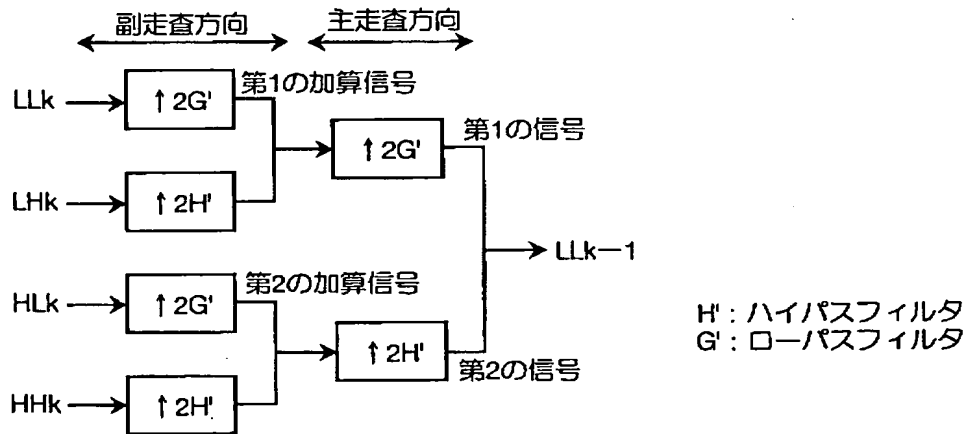 副走査方向 主走査方向
LLk ↑2G' 第1の加算信号
↑2G' 第1の信号
LHk ↑2H'
LLk−1
HLk ↑2G' 第2の加算信号
↑2H' 第2の信号
HHk ↑2H'
H' : ハイパスフィルタ
G' : ローパスフィルタ